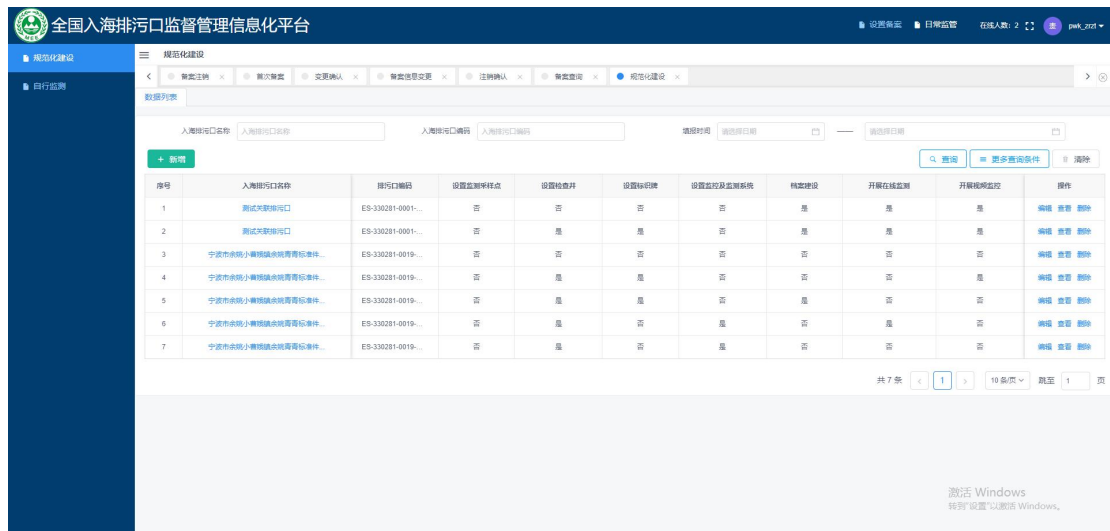 全国入海排污口监督管理信息化平台 设置备案 日常监管 在线人数: 2 pwk_zrzt
规范化建设
自行监测
规范化建设
备案注销 × 首次备案 × 变更确认 × 备案信息变更 × 注销确认 × 备案查询 × 规范化建设 ×
数据列表
入海排污口名称 入海排污口名称 入海排污口编码 入海排污口编码 填报时间 请选择日期 — 请选择日期
+ 新增 查询 更多查询条件 清除
序号 入海排污口名称 排污口编码 设置监测采样点 设置检查井 设置标识牌 设置监控及监测系统 档案建设 开展在线监测 开展视频监控 操作
1 测试关联排污口 ES-330281-0001-... 否 否 否 否 是 是 是 编辑 查看 删除
2 测试关联排污口 ES-330281-0001-... 否 是 是 否 否 是 是 编辑 查看 删除
3 宁波市余姚小曹娥镇余姚青青标准件... ES-330281-0019-... 否 否 否 否 否 否 否 编辑 查看 删除
4 宁波市余姚小曹娥镇余姚青青标准件... ES-330281-0019-... 否 是 是 否 否 否 是 编辑 查看 删除
5 宁波市余姚小曹娥镇余姚青青标准件... ES-330281-0019-... 否 否 是 否 是 否 否 编辑 查看 删除
6 宁波市余姚小曹娥镇余姚青青标准件... ES-330281-0019-... 否 是 否 否 否 是 否 编辑 查看 删除
7 宁波市余姚小曹娥镇余姚青青标准件... ES-330281-0019-... 否 是 否 是 否 否 否 编辑 查看 删除
共 7 条 < 1 > 10 条/页 跳至 1 页
激活 Windows
转到"设置"以激活 Windows。